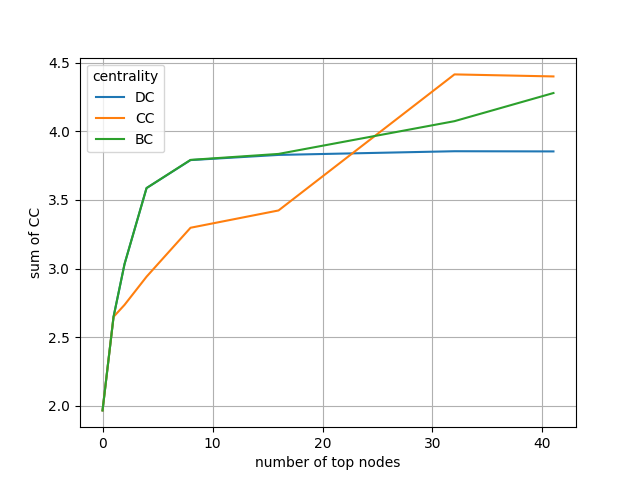 4.5
4.0
3.5
3.0
2.5
2.0
sum of CC
centrality
DC
CC
BC
0 10 20 30 40
number of top nodes